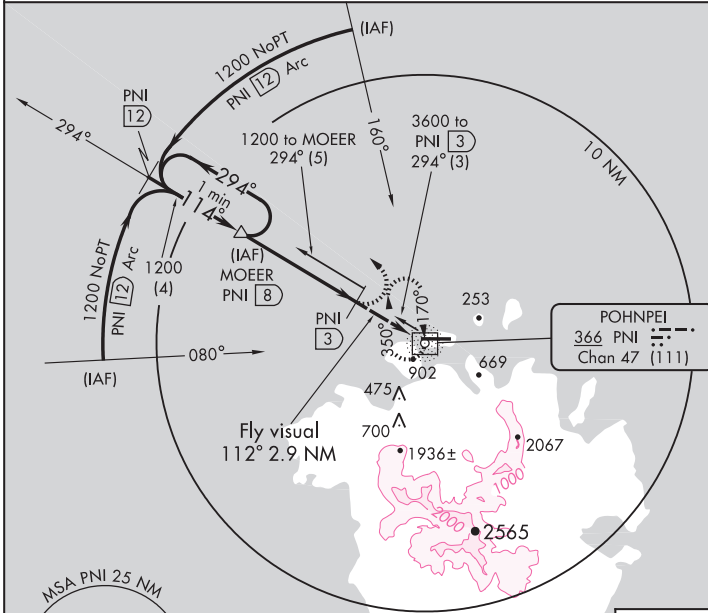 (IAF)
1200 NoPT
PNI 12 Arc
PNI
12
294°
160°
1200 to MOEER
294° (5)
3600 to
PNI 3
294° (3)
10 NM
294°
1 min
114°
1200 NoPT
PNI 12 Arc
1200
(4)
(IAF)
MOEER
PNI 8
PNI
3
170°
350°
253
POHNPEI
366 PNI
Chan 47 (111)
080°
(IAF)
902
669
475
700
Fly visual
112° 2.9 NM
1936±
2067
1000
2000
2565
MSA PNI 25 NM